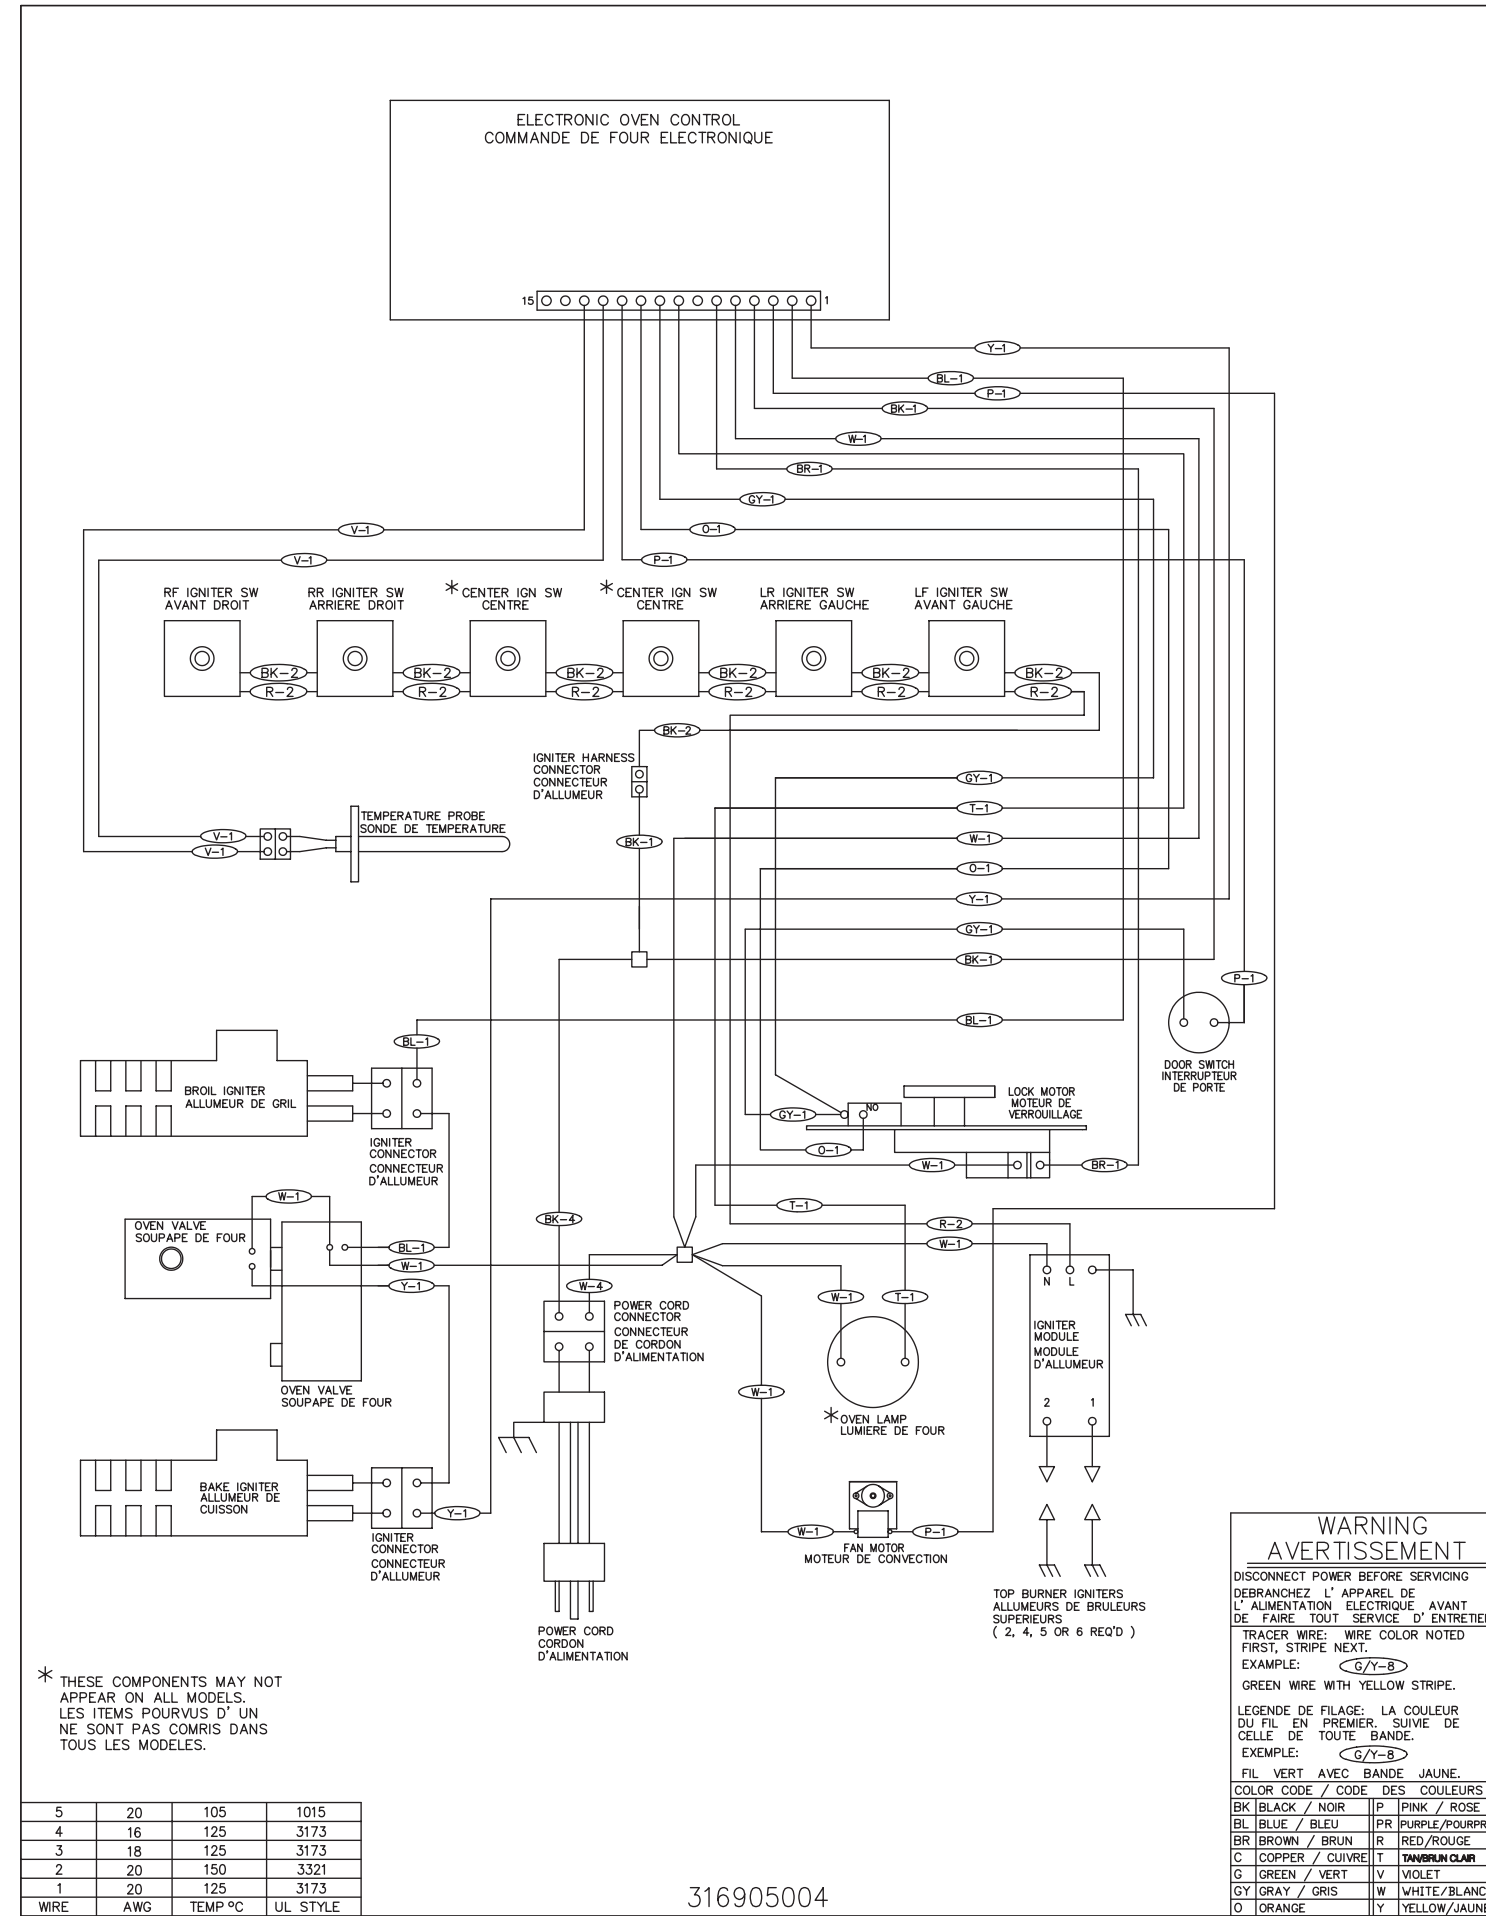 ELECTRONIC OVEN CONTROL
COMMANDE DE FOUR ELECTRONIQUE
15
1
Y-1
BL-1
P-1
BK-1
W-1
BR-1
GY-1
V-1
O-1
V-1
P-1
RF IGNITER SW
AVANT DROIT
RR IGNITER SW
ARRIERE DROIT
* CENTER IGN SW
CENTRE
* CENTER IGN SW
CENTRE
LR IGNITER SW
ARRIERE GAUCHE
LF IGNITER SW
AVANT GAUCHE
BK-2
BK-2
BK-2
BK-2
BK-2
BK-2
R-2
R-2
R-2
R-2
R-2
R-2
BK-2
IGNITER HARNESS
CONNECTOR
CONNECTEUR
D'ALLUMEUR
GY-1
T-1
TEMPERATURE PROBE
SONDE DE TEMPERATURE
V-1
V-1
BK-1
W-1
O-1
Y-1
GY-1
BK-1
P-1
BL-1
BL-1
DOOR SWITCH
INTERRUPTEUR
DE PORTE
BROIL IGNITER
ALLUMEUR DE GRIL
IGNITER
CONNECTOR
CONNECTEUR
D'ALLUMEUR
LOCK MOTOR
MOTEUR DE
VERROUILLAGE
NO
GY-1
O-1
W-1
BR-1
W-1
T-1
BK-4
R-2
OVEN VALVE
SOUPAPE DE FOUR
BL-1
W-1
W-1
Y-1
W-4
W-1
T-1
N
L
POWER CORD
CONNECTOR
CONNECTEUR
DE CORDON
D'ALIMENTATION
IGNITER
MODULE
MODULE
D'ALLUMEUR
2
1
OVEN VALVE
SOUPAPE DE FOUR
W-1
* OVEN LAMP
LUMIERE DE FOUR
BAKE IGNITER
ALLUMEUR DE
CUISSON
Y-1
IGNITER
CONNECTOR
CONNECTEUR
D'ALLUMEUR
W-1
P-1
FAN MOTOR
MOTEUR DE CONVECTION
TOP BURNER IGNITERS
ALLUMEURS DE BRULEURS
SUPERIEURS
( 2, 4, 5 OR 6 REQ'D )
POWER CORD
CORDON
D'ALIMENTATION
* THESE COMPONENTS MAY NOT
APPEAR ON ALL MODELS.
LES ITEMS POURVUS D' UN
NE SONT PAS COMRIS DANS
TOUS LES MODELES.
5 20 105 1015
4 16 125 3173
3 18 125 3173
2 20 150 3321
1 20 125 3173
WIRE AWG TEMP °C UL STYLE
316905004
WARNING
AVERTISSEMENT
DISCONNECT POWER BEFORE SERVICING
DEBRANCHEZ L' APPAREL DE
L' ALIMENTATION ELECTRIQUE AVANT
DE FAIRE TOUT SERVICE D' ENTRETIE
TRACER WIRE: WIRE COLOR NOTED
FIRST, STRIPE NEXT.
EXAMPLE: G/Y-8
GREEN WIRE WITH YELLOW STRIPE.
LEGENDE DE FILAGE: LA COULEUR
DU FIL EN PREMIER. SUIVIE DE
CELLE DE TOUTE BANDE.
EXEMPLE: G/Y-8
FIL VERT AVEC BANDE JAUNE.
COLOR CODE / CODE DES COULEURS
BK BLACK / NOIR P PINK / ROSE
BL BLUE / BLEU PR PURPLE/POURPR
BR BROWN / BRUN R RED/ROUGE
C COPPER / CUIVRE T TAN/BRUN CLAIR
G GREEN / VERT V VIOLET
GY GRAY / GRIS W WHITE/BLANC
O ORANGE Y YELLOW/JAUNE